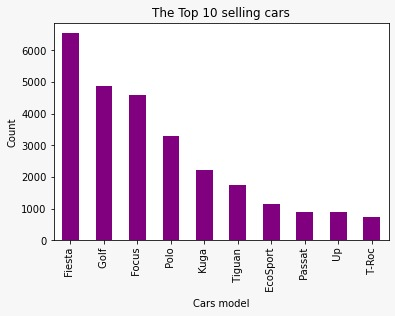 The Top 10 selling cars
Count
6000
5000
4000
3000
2000
1000
0
Fiesta
Golf
Focus
Polo
Kuga
Tiguan
EcoSport
Passat
Up
T-Roc
Cars model